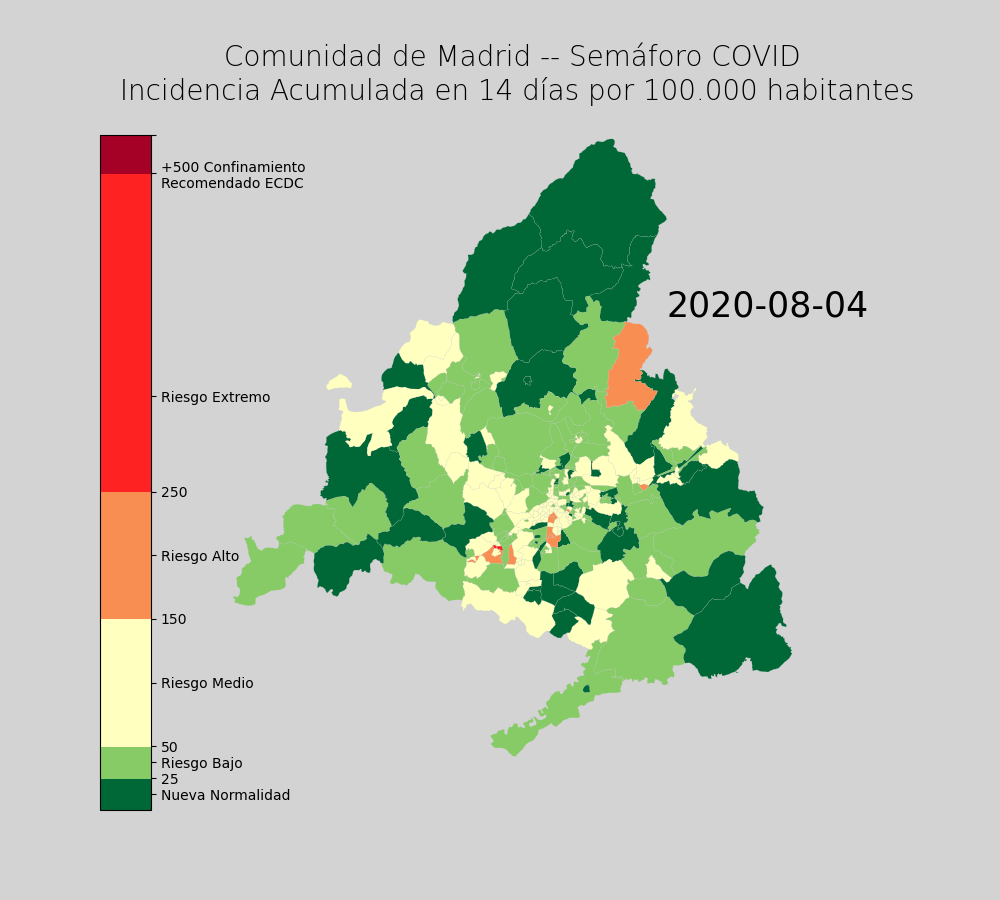 Comunidad de Madrid -- Semáforo COVID
Incidencia Acumulada en 14 días por 100.000 habitantes
+500 Confinamiento
Recomendado ECDC
2020-08-04
Riesgo Extremo
250
Riesgo Alto
150
Riesgo Medio
50
Riesgo Bajo
25
Nueva Normalidad